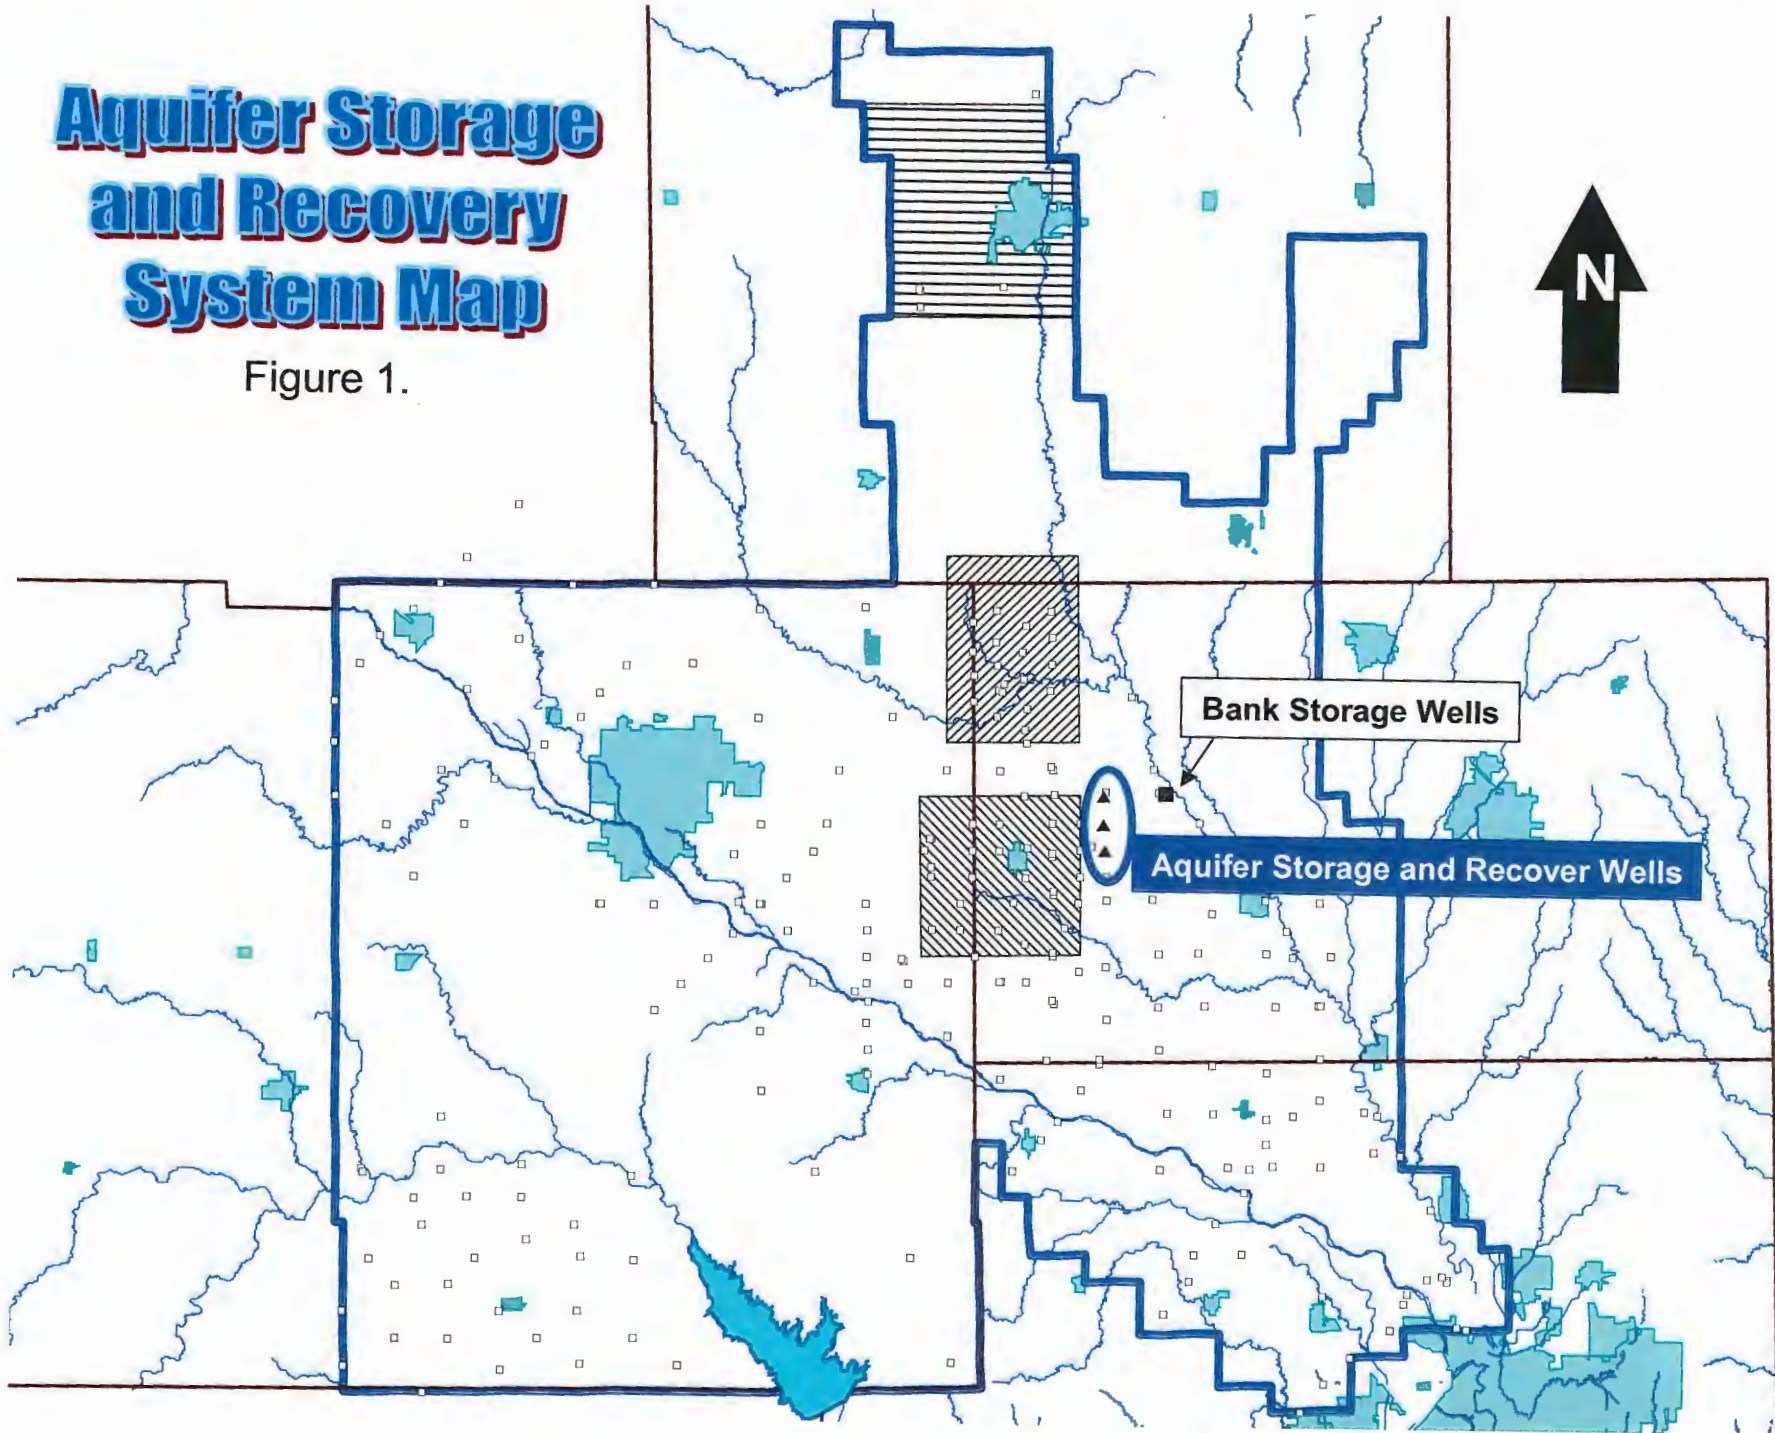 Aquifer Storage
and Recovery
System Map
Figure 1.
N
Bank Storage Wells
Aquifer Storage and Recover Wells